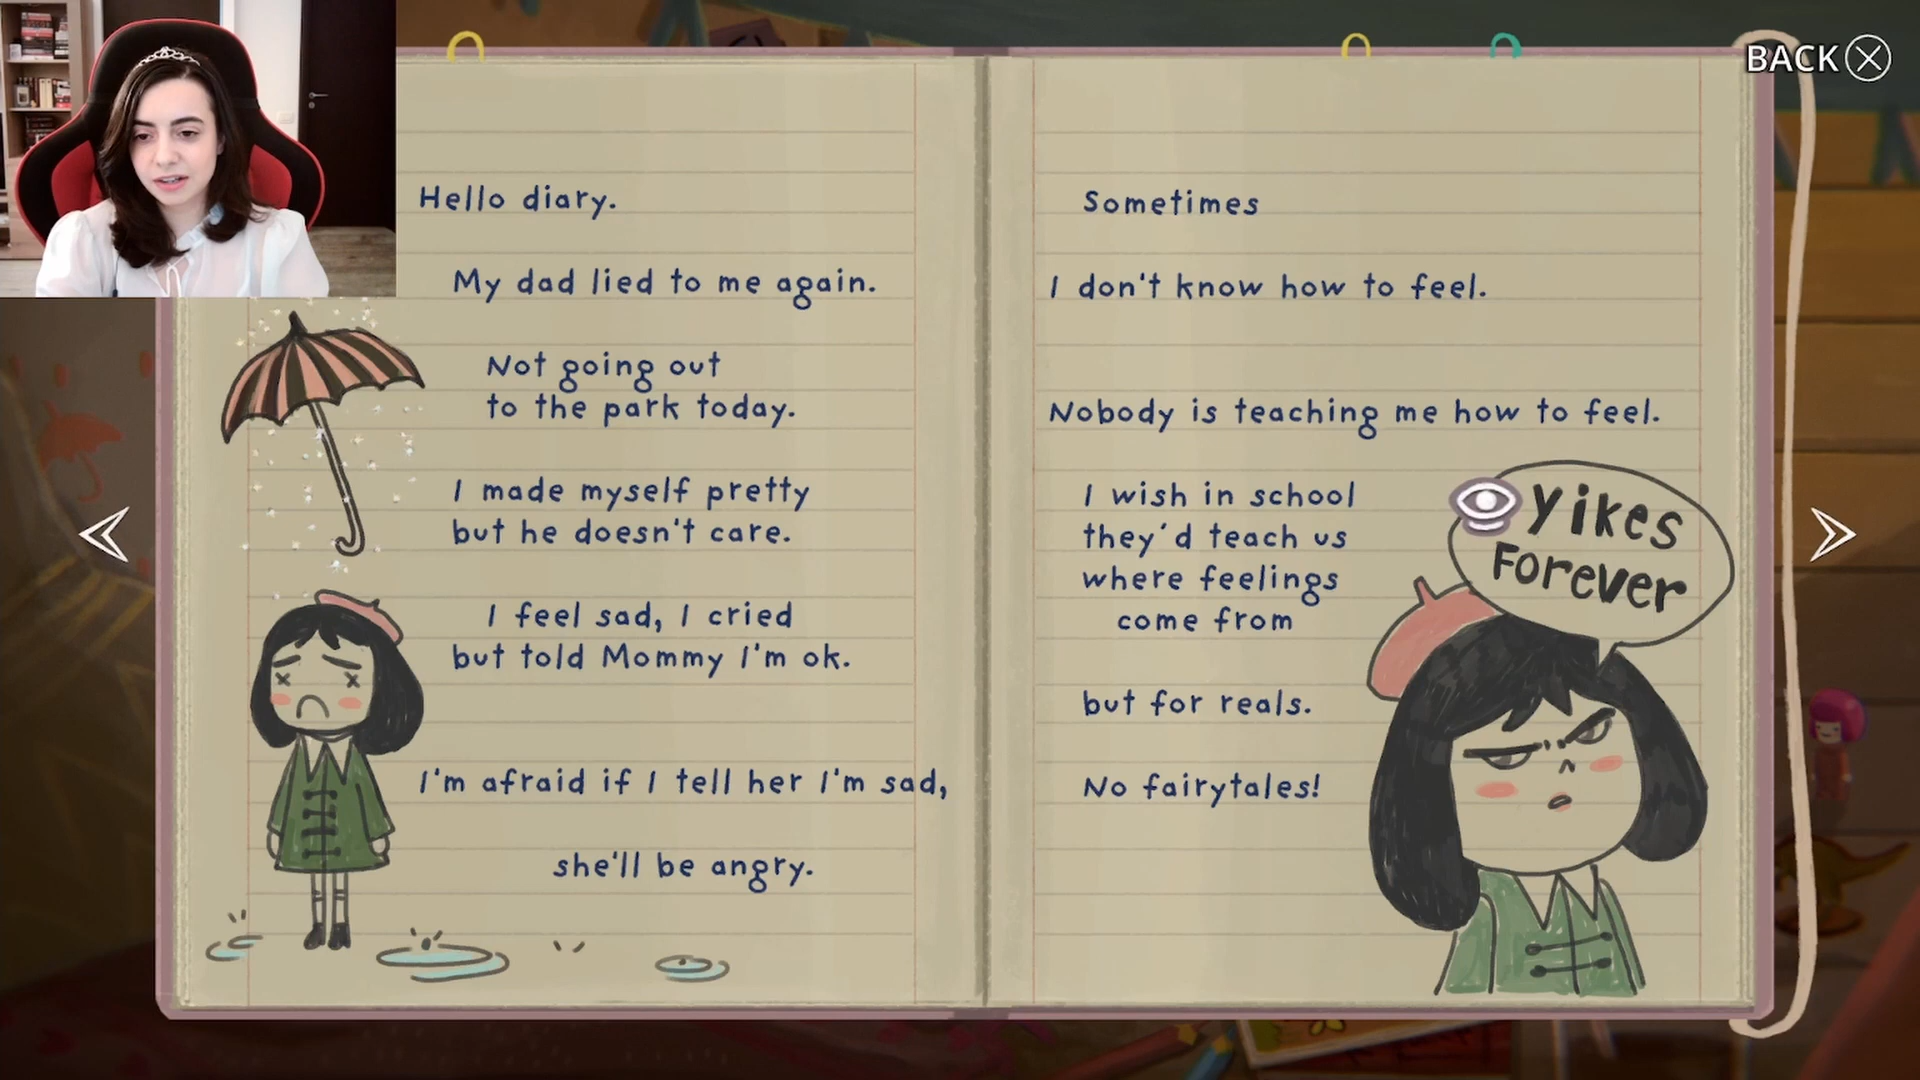 BACK
Hello diary.
My dad lied to me again.
Not going out
to the park today.
I made myself pretty
but he doesn't care.
I feel sad, I cried
but told Mommy I'm ok.
I'm afraid if I tell her I'm sad,
she'll be angry.
Sometimes
I don't know how to feel.
Nobody is teaching me how to feel.
I wish in school
they'd teach us
where feelings
come from
but for reals.
No fairytales!
Yikes
Forever